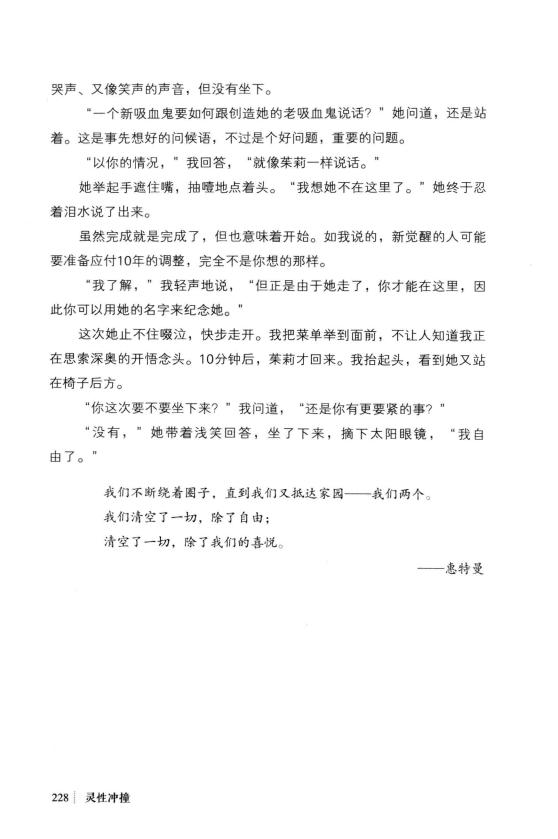 哭声、又像笑声的声音，但没有坐下。
“一个新吸血鬼要如何跟创造她的老吸血鬼说话？”她问道，还是站
着。这是事先想好的问候语，不过是个好问题，重要的问题。
“以你的情况，”我回答，“就像茱莉一样说话。”
她举起手遮住嘴，抽噎地点着头。“我想她不在这里了。”她终于忍
着泪水说了出来。
虽然完成就是完成了，但也意味着开始。如我说的，新觉醒的人可能
要准备应付10年的调整，完全不是你想的那样。
“我了解，”我轻声地说，“但正是由于她走了，你才能在这里，因
此你可以用她的名字来纪念她。”
这次她止不住啜泣，快步走开。我把菜单举到面前，不让人知道我正
在思索深奥的开悟念头。10分钟后，茱莉才回来。我抬起头，看到她又站
在椅子后方。
“你这次要不要坐下来？”我问道，“还是你有更要紧的事？”
“没有，”她带着浅笑回答，坐了下来，摘下太阳眼镜，“我自
由了。”
我们不断绕着圈子，直到我们又抵达家园——我们两个。
我们清空了一切，除了自由；
清空了一切，除了我们的喜悦。
——惠特曼
228 灵性冲撞